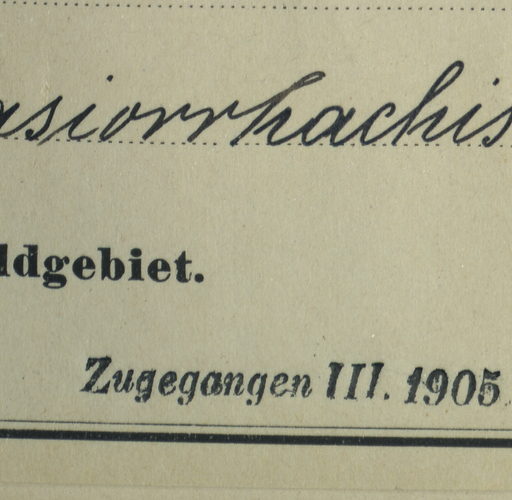 asiorrhachis
ldgebiet.
Zugegangen III. 1905